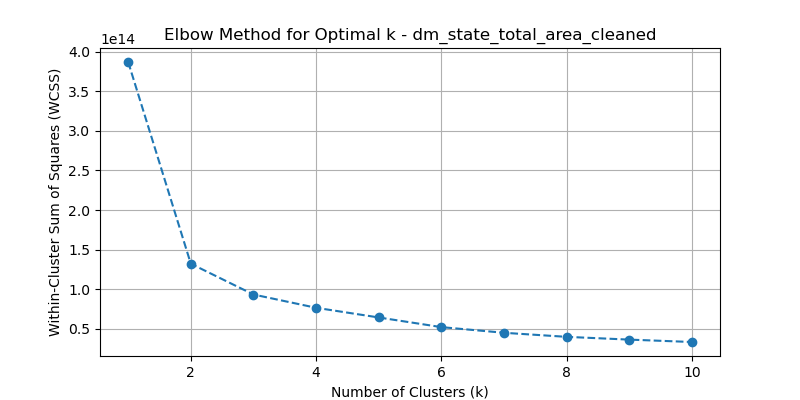 Elbow Method for Optimal k - dm_state_total_area_cleaned
1e14
4.0
3.5
3.0
2.5
2.0
1.5
1.0
0.5
Within-Cluster Sum of Squares (WCSS)
2 4 6 8 10
Number of Clusters (k)